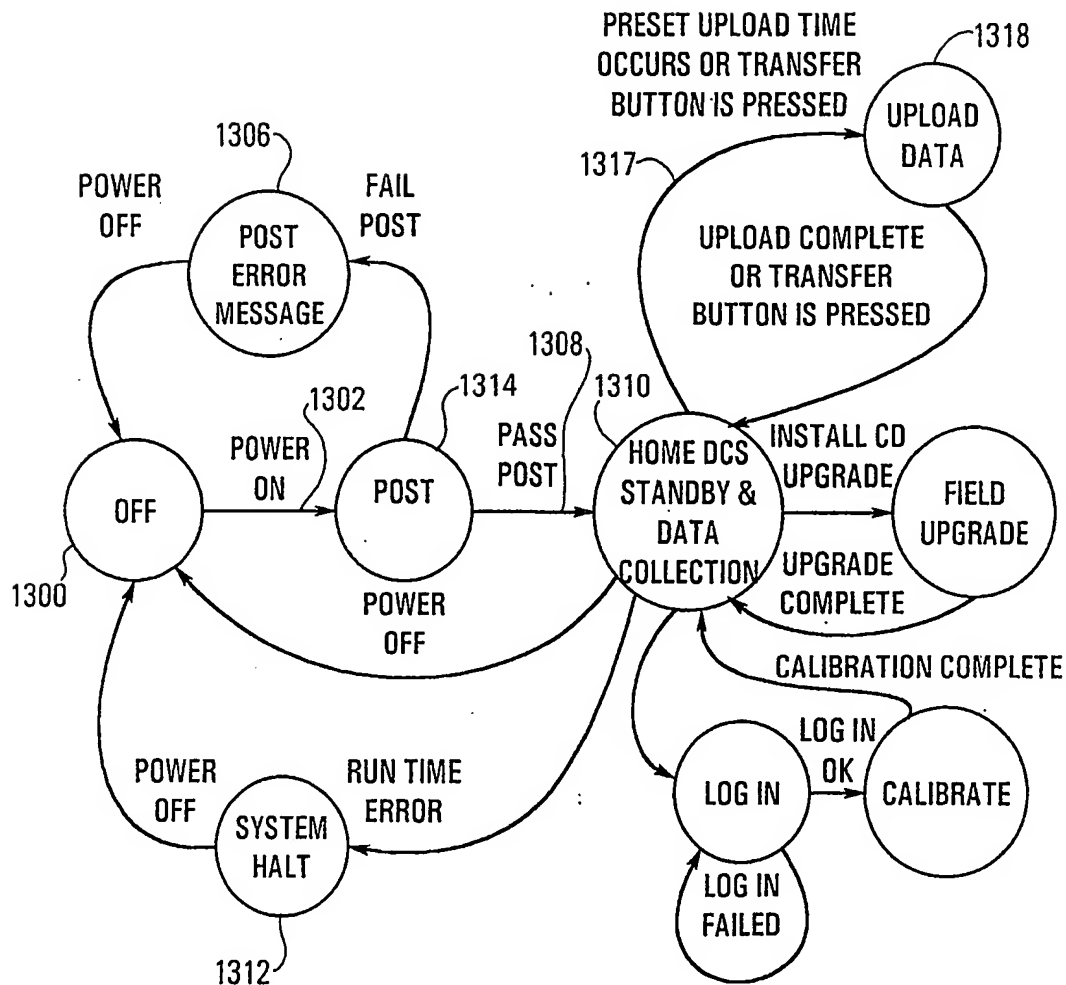 PRESET UPLOAD TIME
OCCURS OR TRANSFER
BUTTON IS PRESSED
1318
UPLOAD
DATA
1317
UPLOAD COMPLETE
OR TRANSFER
BUTTON IS PRESSED
1306
POWER
OFF
FAIL
POST
POST
ERROR
MESSAGE
1302
1314
1308
1310
OFF
1300
POWER
ON
POST
PASS
POST
HOME DCS
STANDBY &
DATA
COLLECTION
INSTALL CD
UPGRADE
FIELD
UPGRADE
UPGRADE
COMPLETE
POWER
OFF
CALIBRATION COMPLETE
POWER
OFF
RUN TIME
ERROR
SYSTEM
HALT
1312
LOG IN
LOG IN
OK
CALIBRATE
LOG IN
FAILED